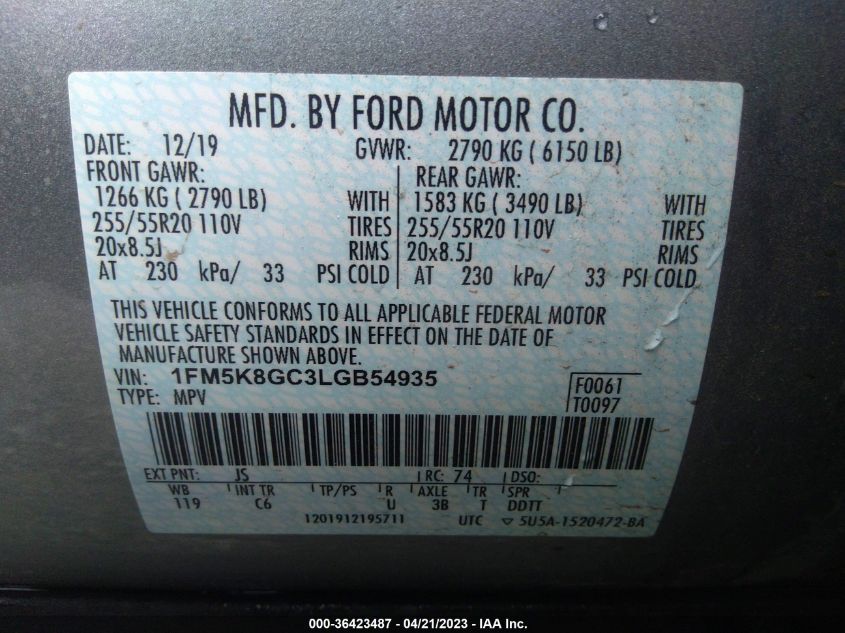 MFD. BY FORD MOTOR CO.
DATE: 12/19 GVWR: 2790 KG ( 6150 LB)
FRONT GAWR: REAR GAWR:
1266 KG ( 2790 LB) WITH 1583 KG ( 3490 LB) WITH
255/55R20 110V TIRES 255/55R20 110V TIRES
20x8.5J RIMS 20x8.5J RIMS
AT 230 kPa/ 33 PSI COLD AT 230 kPa/ 33 PSI COLD
THIS VEHICLE CONFORMS TO ALL APPLICABLE FEDERAL MOTOR
VEHICLE SAFETY STANDARDS IN EFFECT ON THE DATE OF
MANUFACTURE SHOWN ABOVE.
VIN: 1FM5K8GC3LGB54935 F0061
TYPE: MPV T0097
EXT PNT: JS RC: 74 DSO:
WB INT TR TP/PS R AXLE TR SPR
119 C6 U 3B T DDTT
1201912195711 UTC ▽ 5U5A-1520472-BA
000-36423487 - 04/21/2023 - IAA Inc.